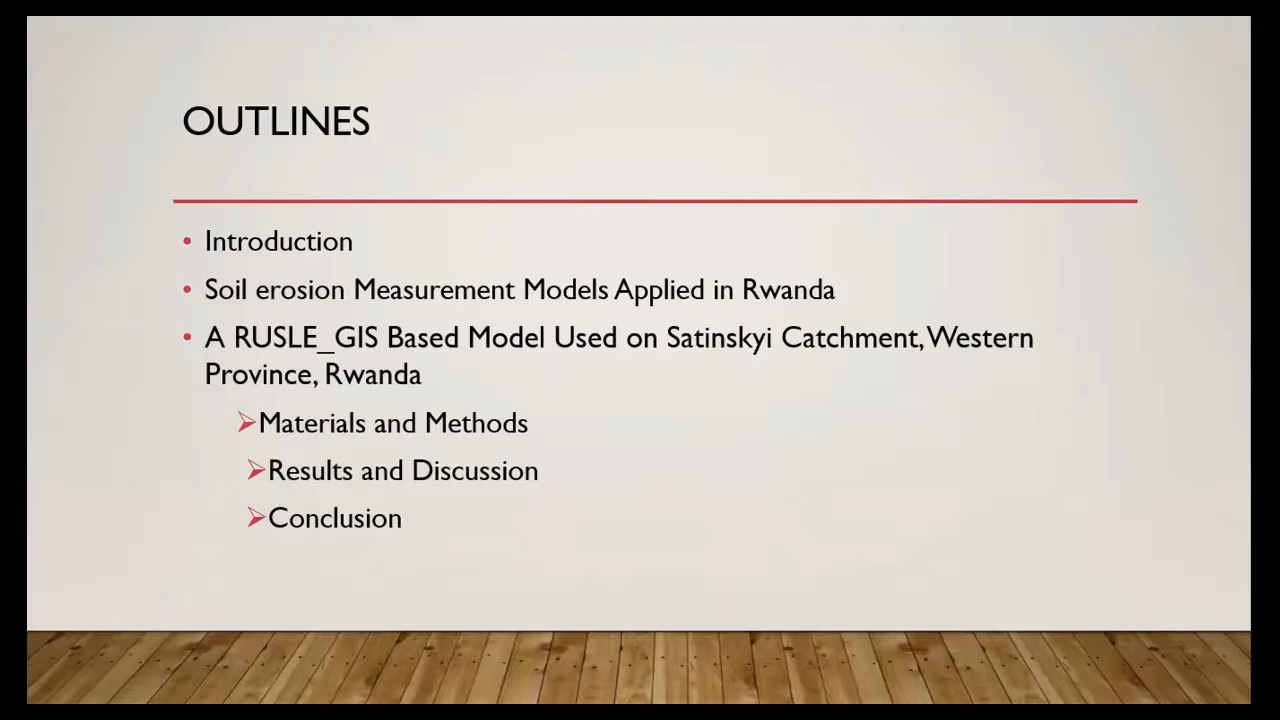 OUTLINES
• Introduction
• Soil erosion Measurement Models Applied in Rwanda
• A RUSLE_GIS Based Model Used on Satinskyi Catchment, Western
Province, Rwanda
➢Materials and Methods
➢Results and Discussion
➢Conclusion